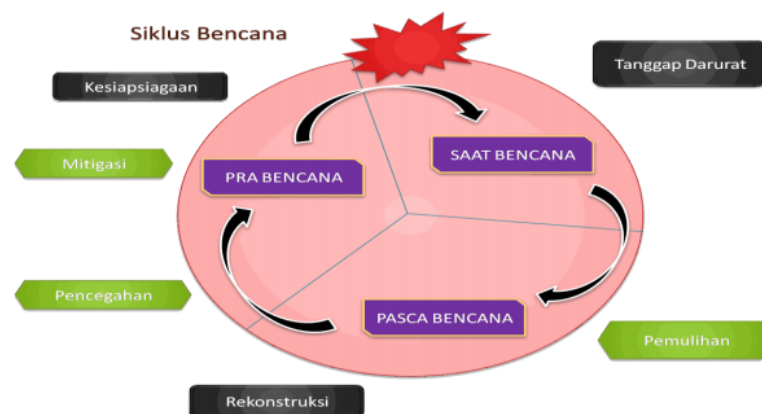 Siklus Bencana
Kesiapsiagaan
Tanggap Darurat
Mitigasi
PRA BENCANA
SAAT BENCANA
Pencegahan
PASCA BENCANA
Pemulihan
Rekonstruksi